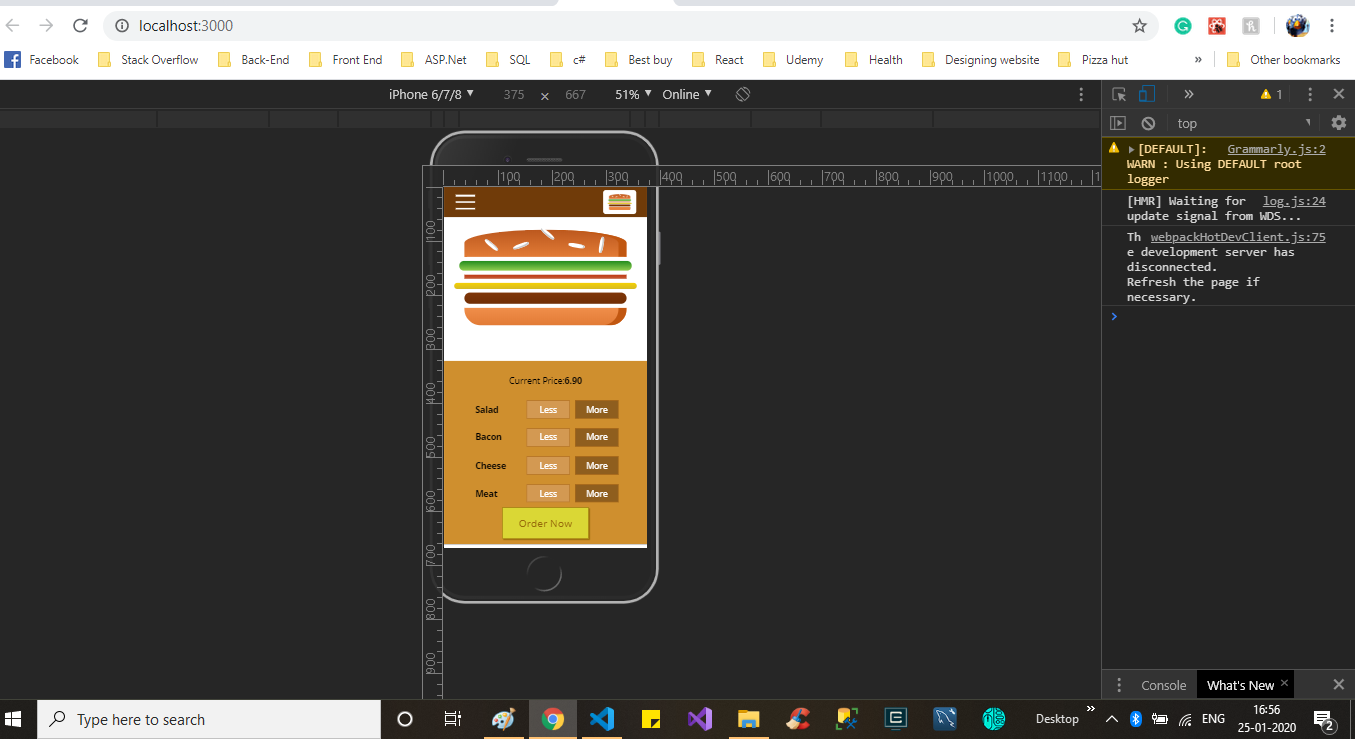 localhost:3000
Facebook Stack Overflow Back-End Front End ASP.Net SQL c# Best buy React Udemy Health Designing website Pizza hut » Other bookmarks
iPhone 6/7/8 ▼ 375 × 667 51% ▼ Online ▼
» 1
top
100 200 300 400 500 600 700 800 900 1000 1100
100
200
300
400
500
600
700
800
900
Current Price:6.90
Salad Less More
Bacon Less More
Cheese Less More
Meat Less More
Order Now
[DEFAULT]: Grammarly.js:2
WARN : Using DEFAULT root
logger
[HMR] Waiting for log.js:24
update signal from WDS...
Th webpackHotDevClient.js:75
e development server has
disconnected.
Refresh the page if
necessary.
Console What's New
Type here to search
Desktop » ENG 16:56
25-01-2020
2